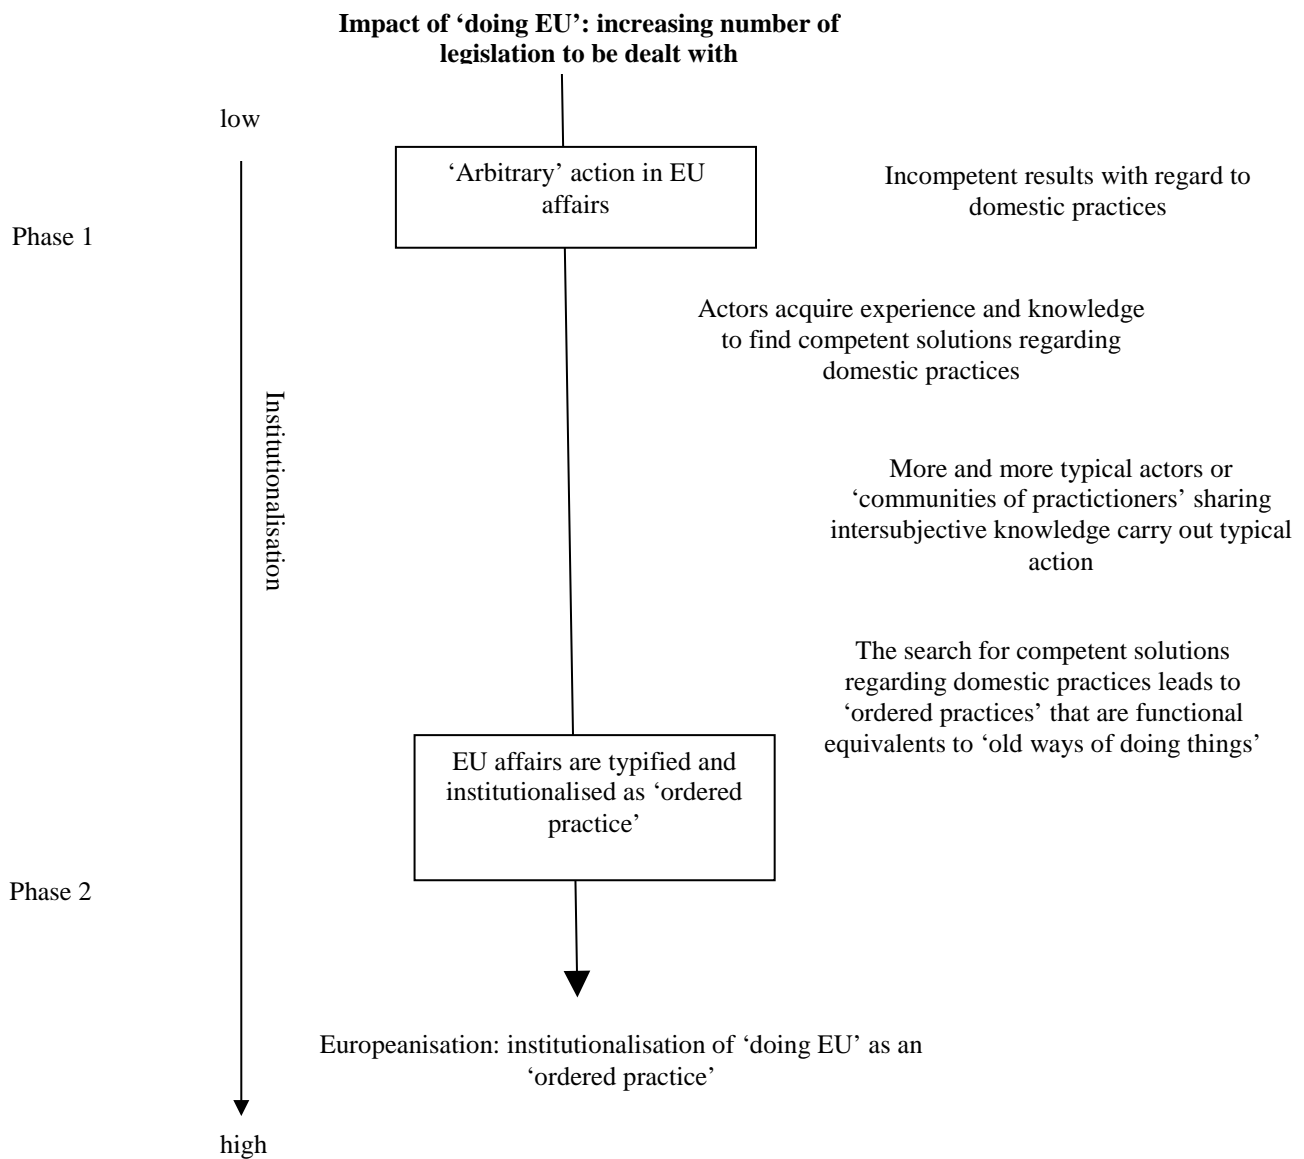 Impact of ‘doing EU’: increasing number of
legislation to be dealt with
low
‘Arbitrary’ action in EU
affairs
Incompetent results with regard to
domestic practices
Phase 1
Actors acquire experience and knowledge
to find competent solutions regarding
domestic practices
Institutionalisation
More and more typical actors or
‘communities of practictioners’ sharing
intersubjective knowledge carry out typical
action
The search for competent solutions
regarding domestic practices leads to
‘ordered practices’ that are functional
equivalents to ‘old ways of doing things’
EU affairs are typified and
institutionalised as ‘ordered
practice’
Phase 2
Europeanisation: institutionalisation of ‘doing EU’ as an
‘ordered practice’
high